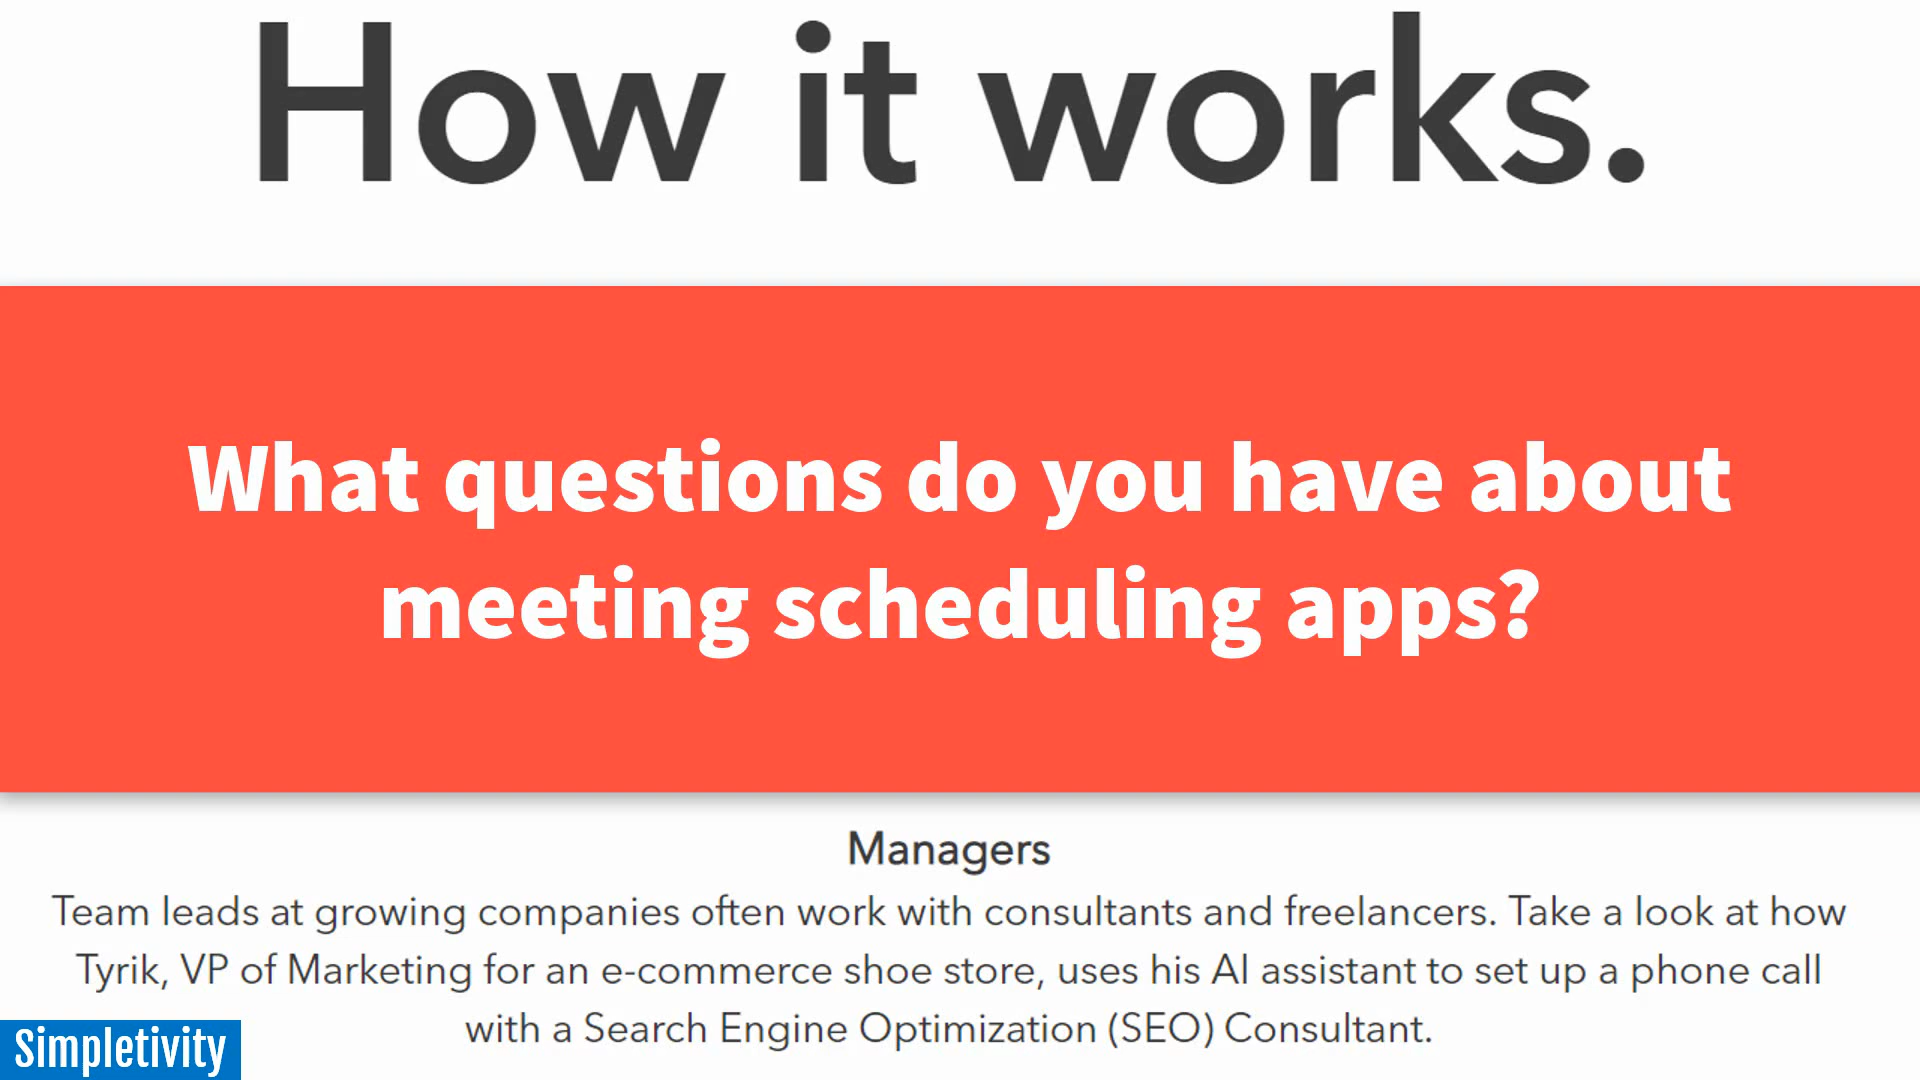 How it works.
What questions do you have about
meeting scheduling apps?
Managers
Team leads at growing companies often work with consultants and freelancers. Take a look at how
Tyrik, VP of Marketing for an e-commerce shoe store, uses his AI assistant to set up a phone call
with a Search Engine Optimization (SEO) Consultant.
Simpletivity